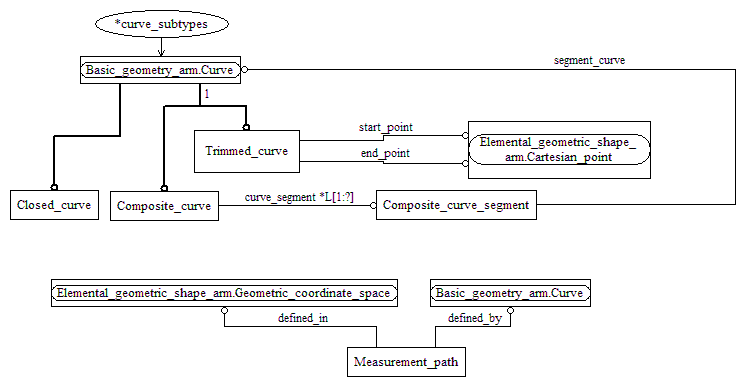 *curve_subtypes
Basic_geometry_arm.Curve
segment_curve
1
start_point
Trimmed_curve
end_point
Elemental_geometric_shape_
arm.Cartesian_point
Closed_curve
Composite_curve
curve_segment *L[1:?]
Composite_curve_segment
Elemental_geometric_shape_arm.Geometric_coordinate_space
Basic_geometry_arm.Curve
defined_in
defined_by
Measurement_path